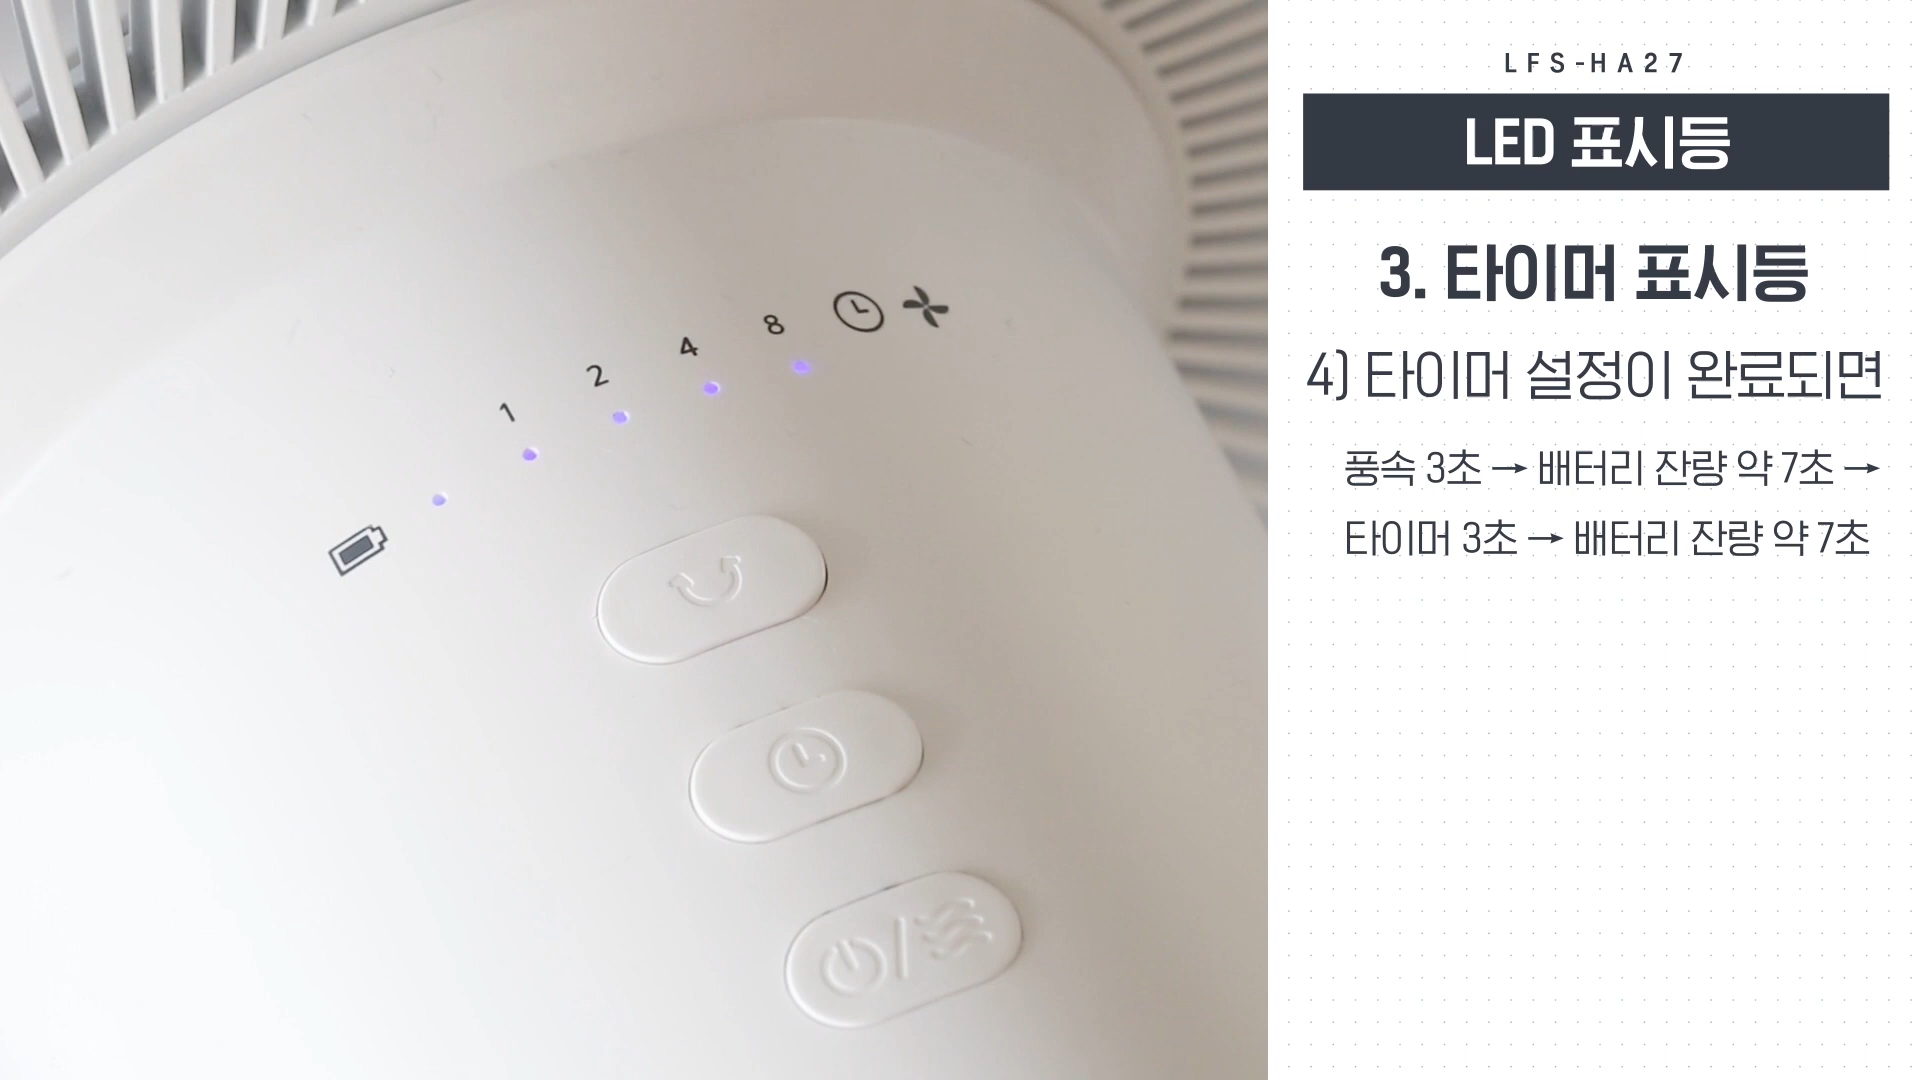 LFS-HA27
LED 표시등
3. 타이머 표시등
4) 타이머 설정이 완료되면
풍속 3초 → 배터리 잔량 약 7초 →
타이머 3초 → 배터리 잔량 약 7초
1 2 4 8